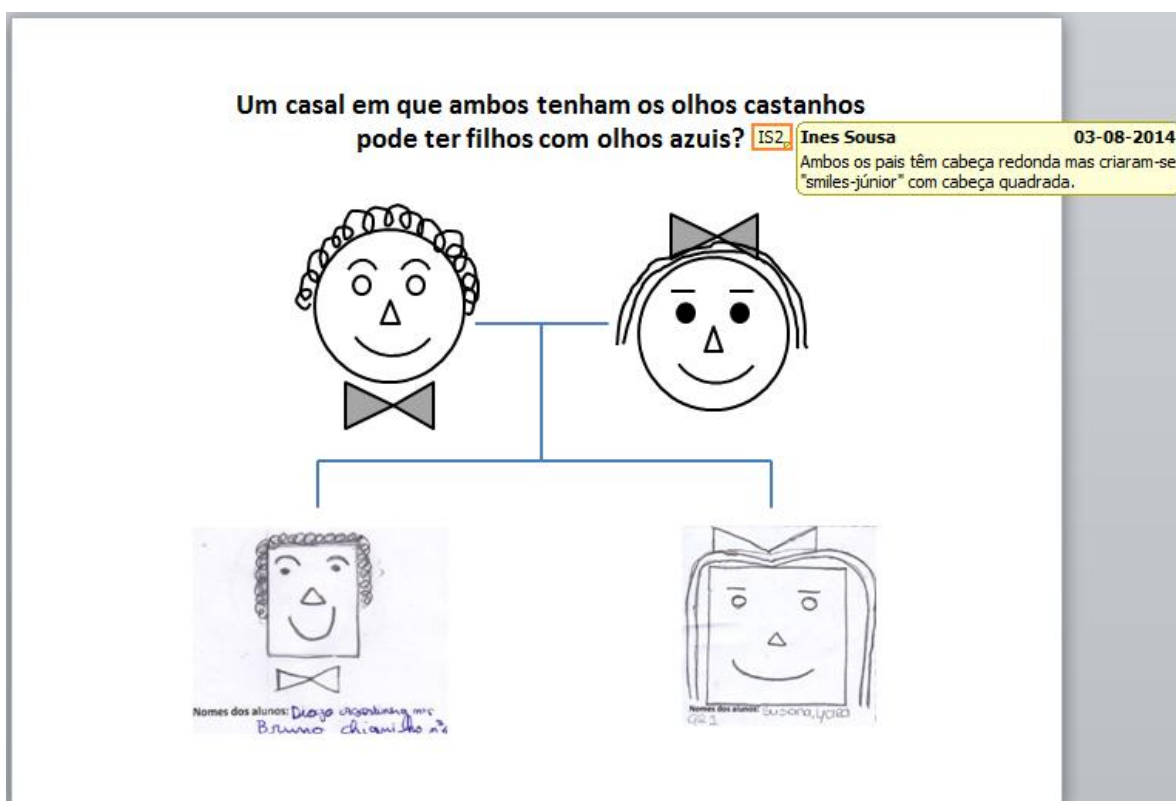 Um casal em que ambos tenham os olhos castanhos
pode ter filhos com olhos azuis? IS2
Ines Sousa 03-08-2014
Ambos os pais têm cabeça redonda mas criaram-se
"smiles-júnior" com cabeça quadrada.
Nomes dos alunos: Diogo
Bruno
Nomes dos alunos: Susana, Yara